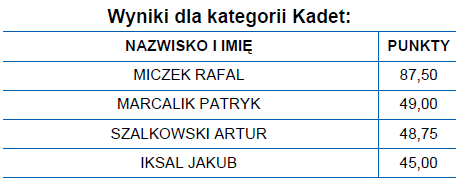 Wyniki dla kategorii Kadet:
NAZWISKO I IMIĘ PUNKTY
MICZEK RAFAL 87,50
MARCALIK PATRYK 49,00
SZALKOWSKI ARTUR 48,75
IKSAL JAKUB 45,00